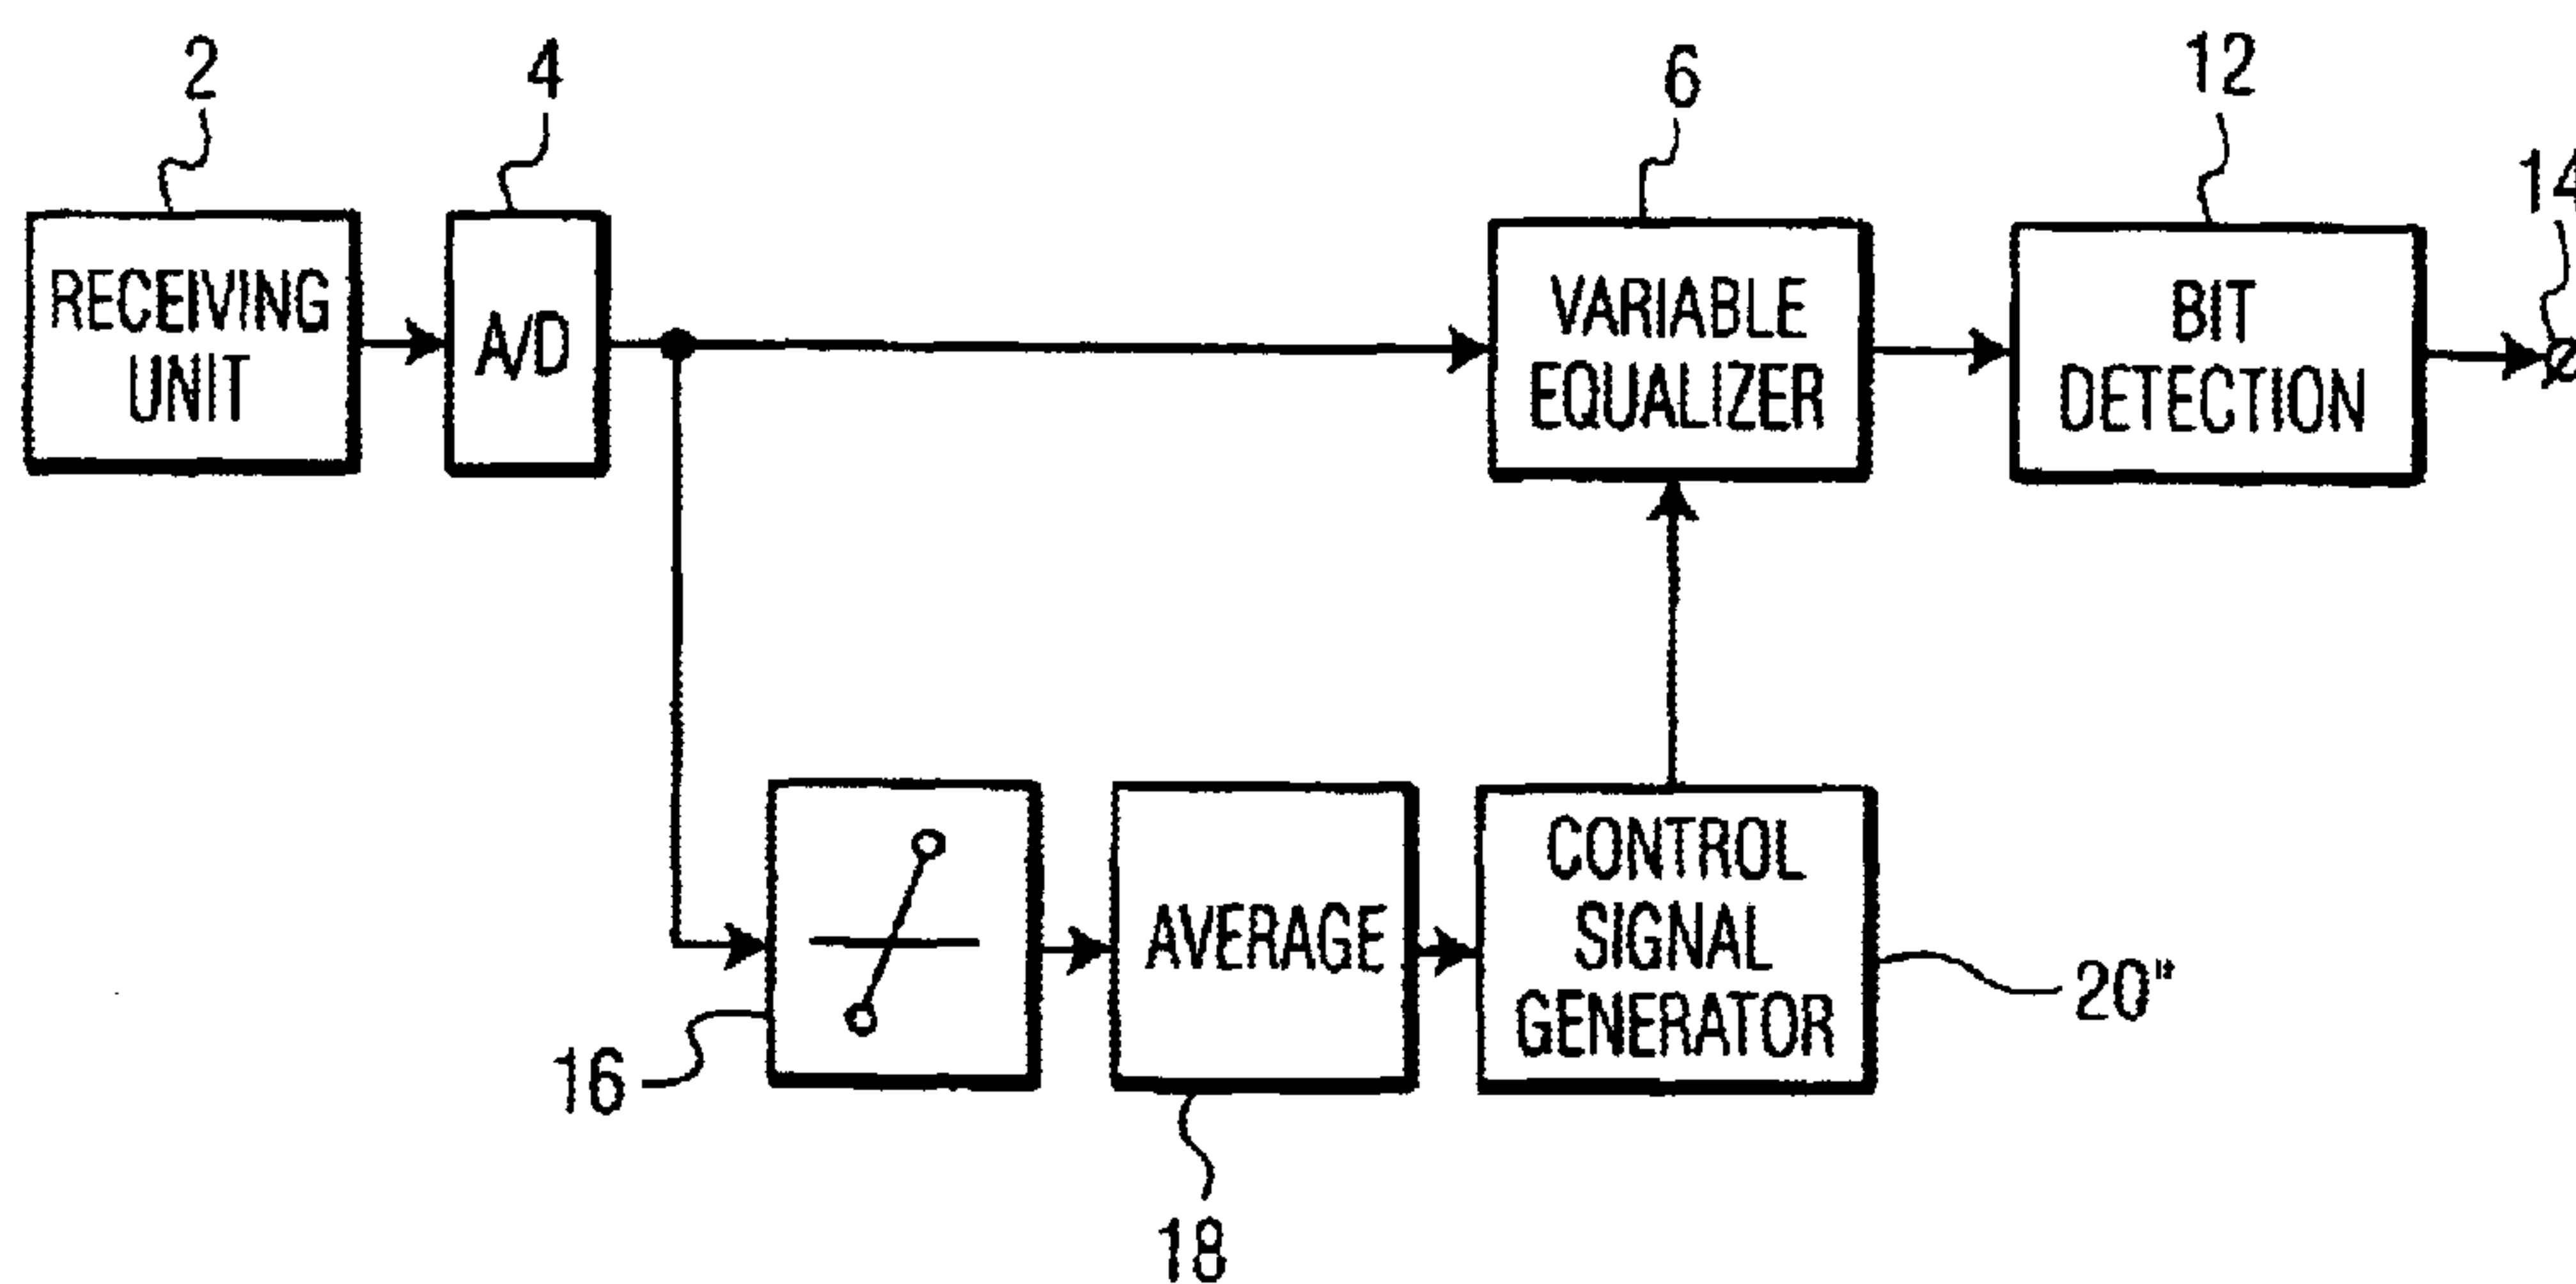 2
4
6
12
14
RECEIVING
UNIT
A/D
VARIABLE
EQUALIZER
BIT
DETECTION
AVERAGE
CONTROL
SIGNAL
GENERATOR
16
18
20"